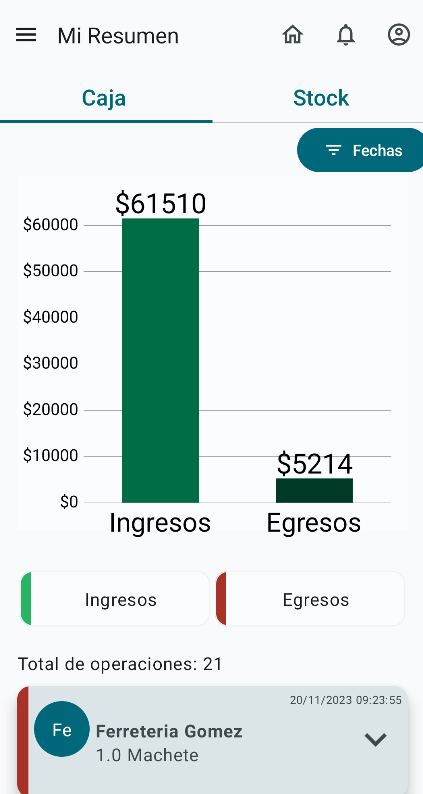 Mi Resumen
Caja
Stock
Fechas
$61510
$60000
$50000
$40000
$30000
$20000
$10000
$5214
$0
Ingresos
Egresos
Ingresos
Egresos
Total de operaciones: 21
20/11/2023 09:23:55
Fe
Ferreteria Gomez
1.0 Machete